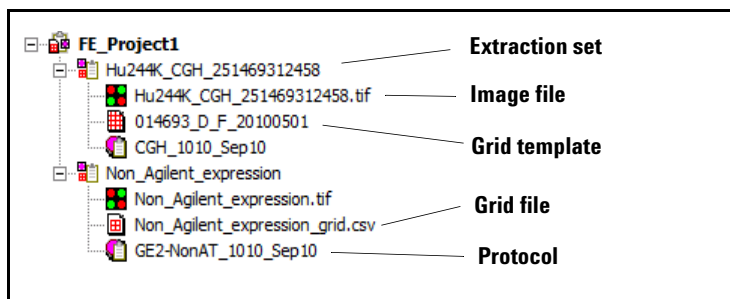 FE_Project1
Extraction set
Hu244K_CGH_251469312458
Hu244K_CGH_251469312458.tif
Image file
014693_D_F_20100501
Grid template
CGH_1010_Sep10
Non_Agilent_expression
Non_Agilent_expression.tif
Grid file
Non_Agilent_expression_grid.csv
GE2-NonAT_1010_Sep10
Protocol